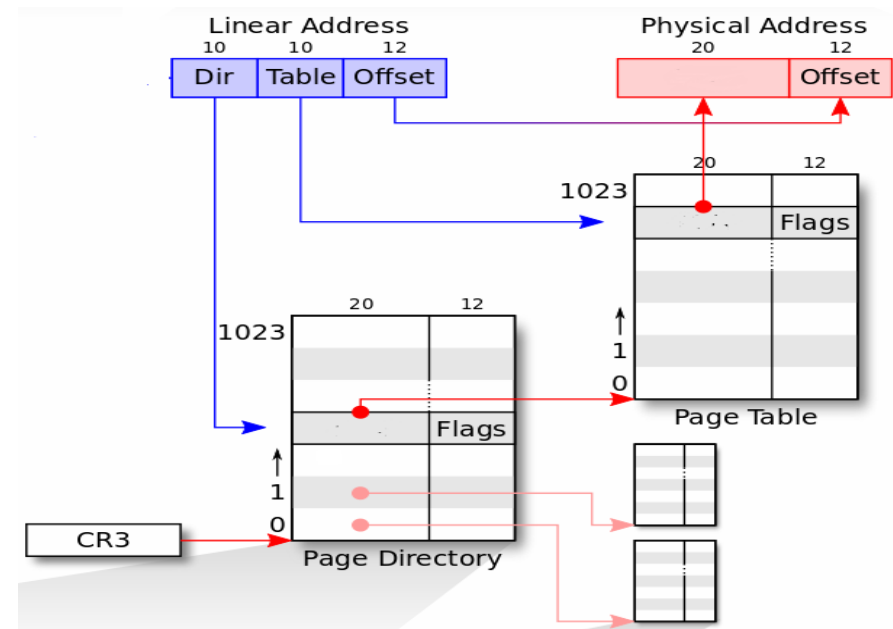 Linear Address
10 10 12
Dir Table Offset
Physical Address
20 12
Offset
20 12
1023
Flags
1
0
Page Table
20 12
1023
Flags
1
0
Page Directory
CR3